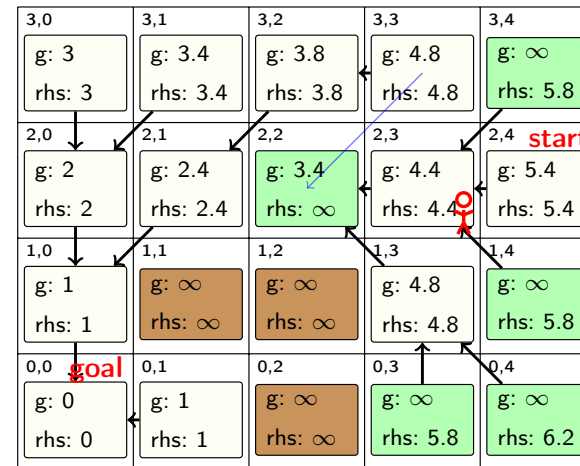 3,0 3,1 3,2 3,3 3,4
g: 3 g: 3.4 g: 3.8 g: 4.8 g: ∞
rhs: 3 rhs: 3.4 rhs: 3.8 rhs: 4.8 rhs: 5.8
2,0 2,1 2,2 2,3 2,4
start
g: 2 g: 2.4 g: 3.4 g: 4.4 g: 5.4
rhs: 2 rhs: 2.4 rhs: ∞ rhs: 4.4 rhs: 5.4
1,0 1,1 1,2 1,3 1,4
g: 1 g: ∞ g: ∞ g: 4.8 g: ∞
rhs: 1 rhs: ∞ rhs: ∞ rhs: 4.8 rhs: 5.8
0,0 0,1 0,2 0,3 0,4
goal
g: 0 g: 1 g: ∞ g: ∞ g: ∞
rhs: 0 rhs: 1 rhs: ∞ rhs: 5.8 rhs: 6.2